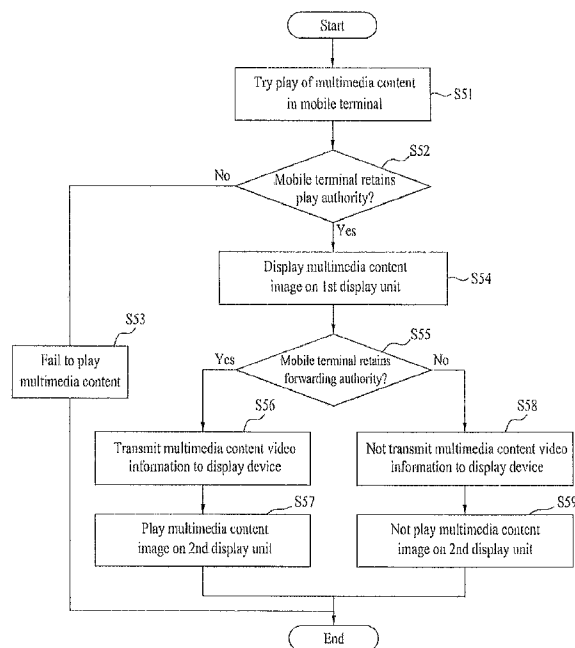 Start
Try play of multimedia content
in mobile terminal
S51
S52
No
Mobile terminal retains
play authority?
Yes
Display multimedia content
image on 1st display unit
S54
S53
Fail to play
multimedia content
S55
Yes
Mobile terminal retains
forwarding authority?
No
S56
Transmit multimedia content video
information to display device
S58
Not transmit multimedia content video
information to display device
S57
Play multimedia content
image on 2nd display unit
S59
Not play multimedia content
image on 2nd display unit
End